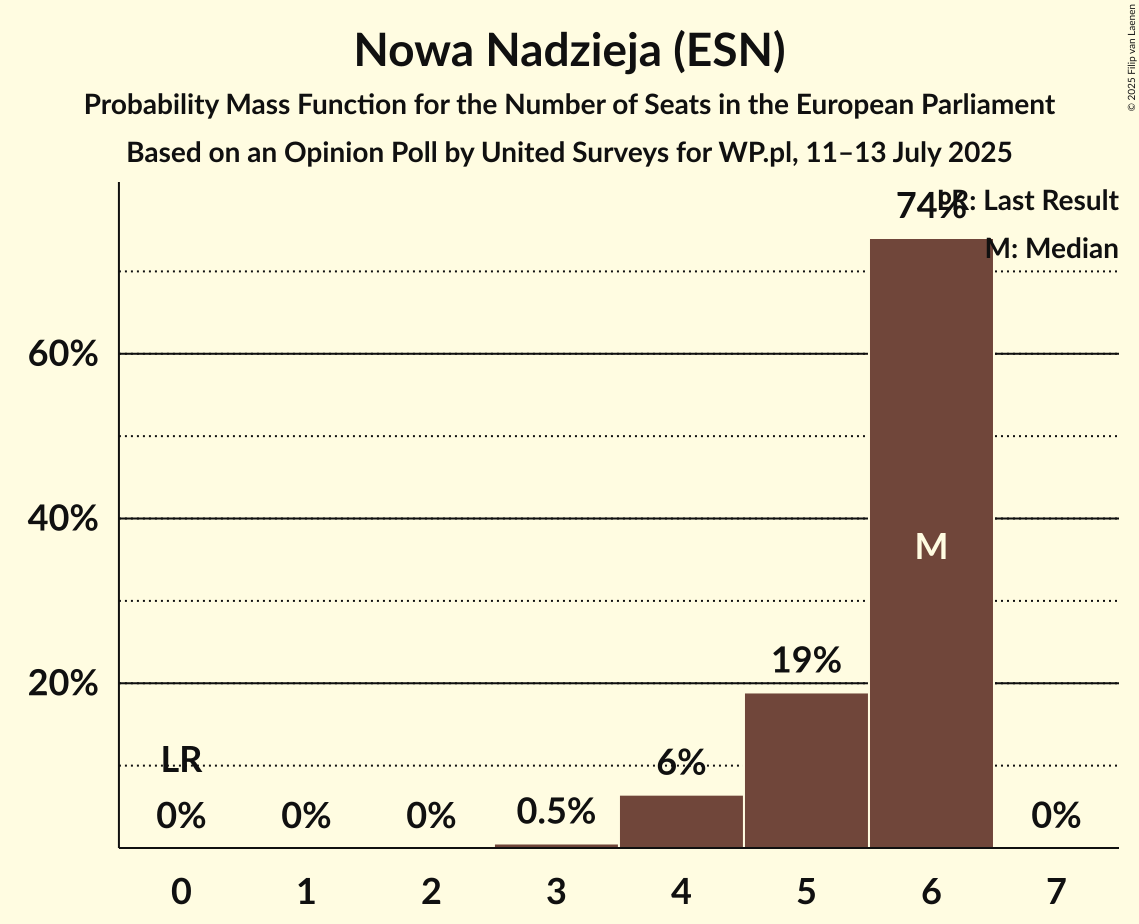 Nowa Nadzieja (ESN)
Probability Mass Function for the Number of Seats in the European Parliament
Based on an Opinion Poll by United Surveys for WP.pl, 11–13 July 2025
© 2025 Filip van Laenen
LR: Last Result
M: Median
74%
60%
40%
20%
M
19%
LR
6%
0%
0%
0%
0.5%
0%
0 1 2 3 4 5 6 7